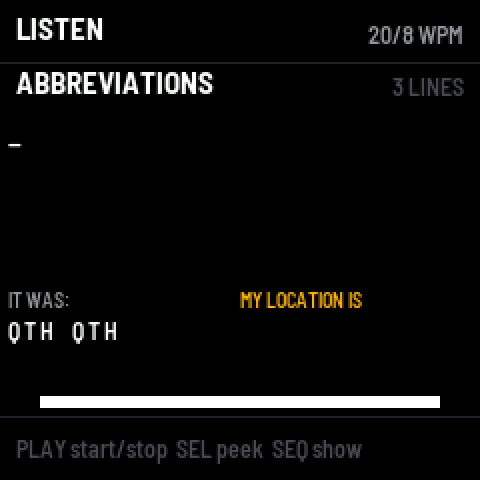 LISTEN
20/8 WPM
ABBREVIATIONS
3 LINES
_
IT WAS:
MY LOCATION IS
QTH QTH
PLAY start/stop SEL peek SEQ show